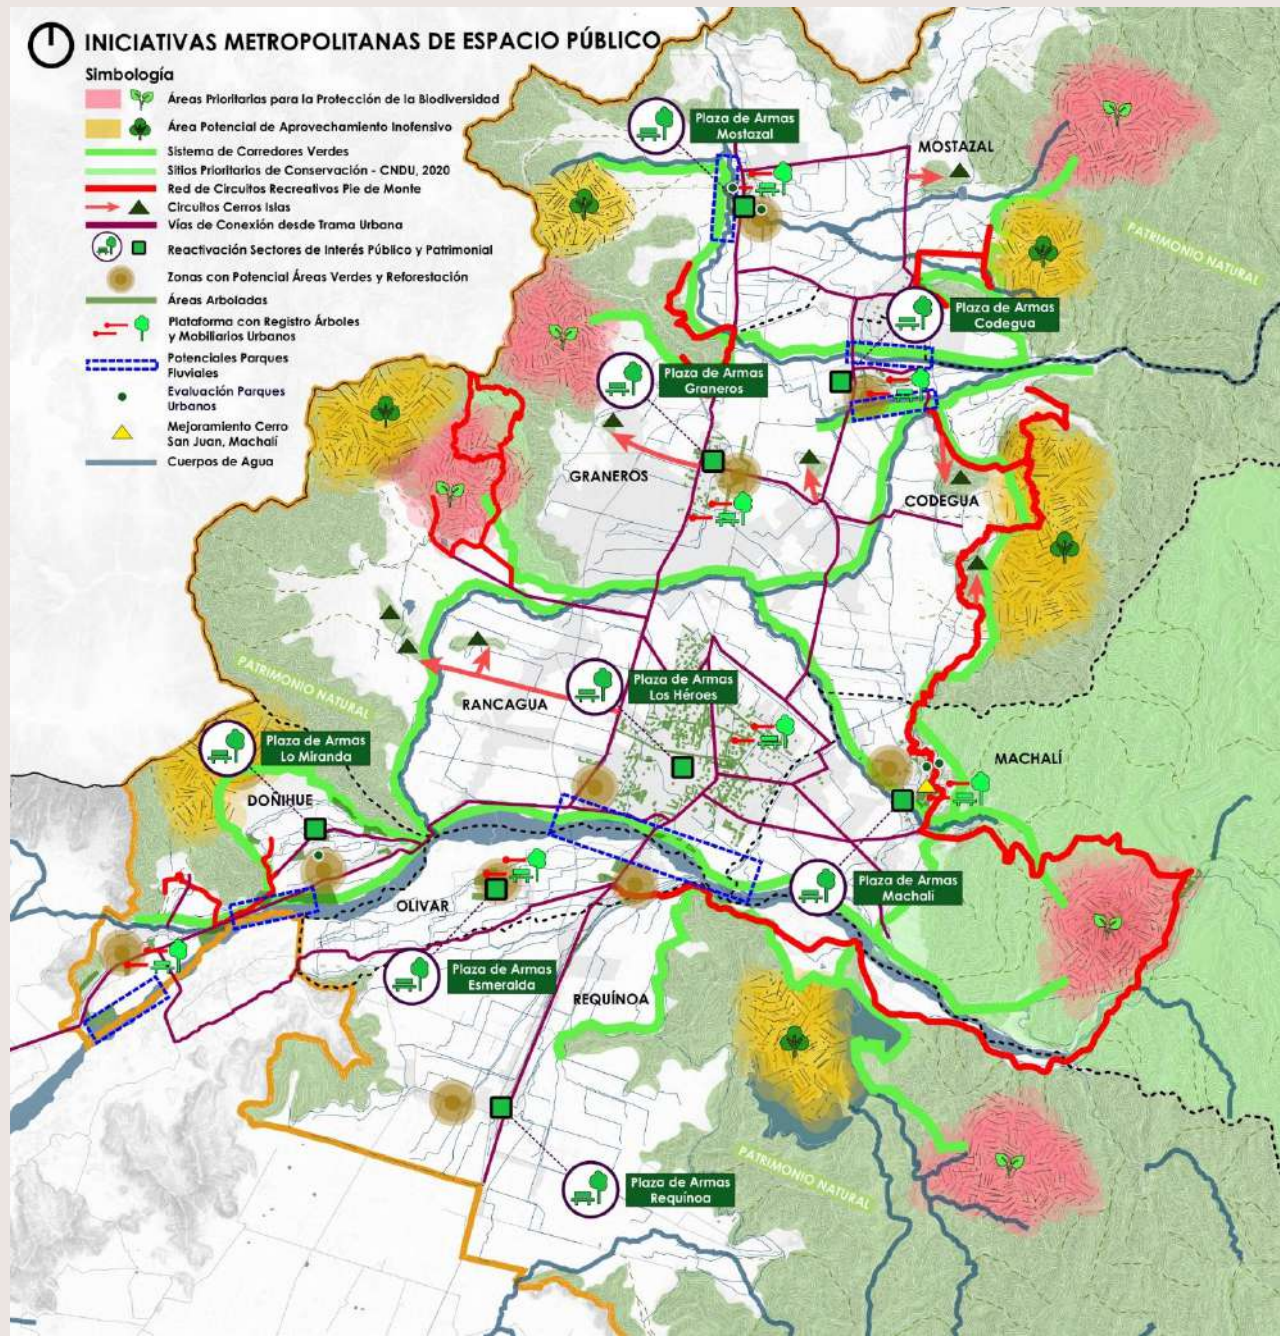 INICIATIVAS METROPOLITANAS DE ESPACIO PÚBLICO
Simbología
Áreas Prioritarias para la Protección de la Biodiversidad
Área Potencial de Aprovechamiento Inofensivo
Sistema de Corredores Verdes
Sitios Prioritarios de Conservación - CNDU, 2020
Red de Circuitos Recreativos Pie de Monte
Circuitos Cerros Islas
Vías de Conexión desde Trama Urbana
Reactivación Sectores de Interés Público y Patrimonial
Zonas con Potencial Áreas Verdes y Reforestación
Áreas Arboladas
Plataforma con Registro Árboles
y Mobiliarios Urbanos
Potenciales Parques
Fluviales
Evaluación Parques
Urbanos
Mejoramiento Cerro
San Juan, Machalí
Cuerpos de Agua
Plaza de Armas
Mostazal
MOSTAZAL
PATRIMONIO NATURAL
Plaza de Armas
Codegua
Plaza de Armas
Graneros
GRANEROS
CODEGUA
PATRIMONIO NATURAL
Plaza de Armas
Los Héroes
RANCAGUA
Plaza de Armas
Lo Miranda
MACHALÍ
DOÑIHUE
Plaza de Armas
Machalí
OLIVAR
Plaza de Armas
Esmeralda
REQUÍNOA
PATRIMONIO NATURAL
Plaza de Armas
Requínoa